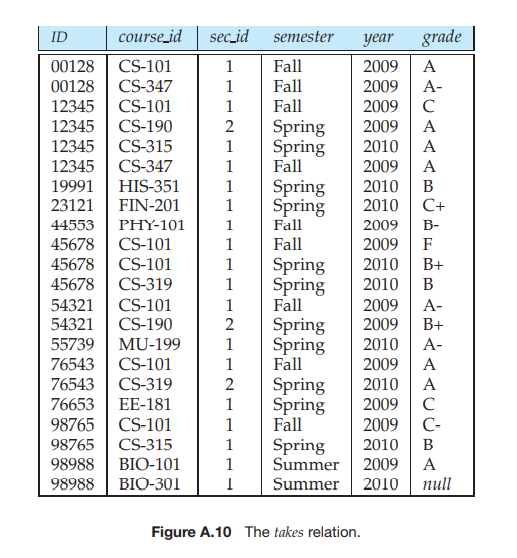 ID course_id sec_id semester year grade
00128 CS-101 1 Fall 2009 A
00128 CS-347 1 Fall 2009 A-
12345 CS-101 1 Fall 2009 C
12345 CS-190 2 Spring 2009 A
12345 CS-315 1 Spring 2010 A
12345 CS-347 1 Fall 2009 A
19991 HIS-351 1 Spring 2010 B
23121 FIN-201 1 Spring 2010 C+
44553 PHY-101 1 Fall 2009 B-
45678 CS-101 1 Fall 2009 F
45678 CS-101 1 Spring 2010 B+
45678 CS-319 1 Spring 2010 B
54321 CS-101 1 Fall 2009 A-
54321 CS-190 2 Spring 2009 B+
55739 MU-199 1 Spring 2010 A-
76543 CS-101 1 Fall 2009 A
76543 CS-319 2 Spring 2010 A
76653 EE-181 1 Spring 2009 C
98765 CS-101 1 Fall 2009 C-
98765 CS-315 1 Spring 2010 B
98988 BIO-101 1 Summer 2009 A
98988 BIO-301 1 Summer 2010 null
Figure A.10 The takes relation.